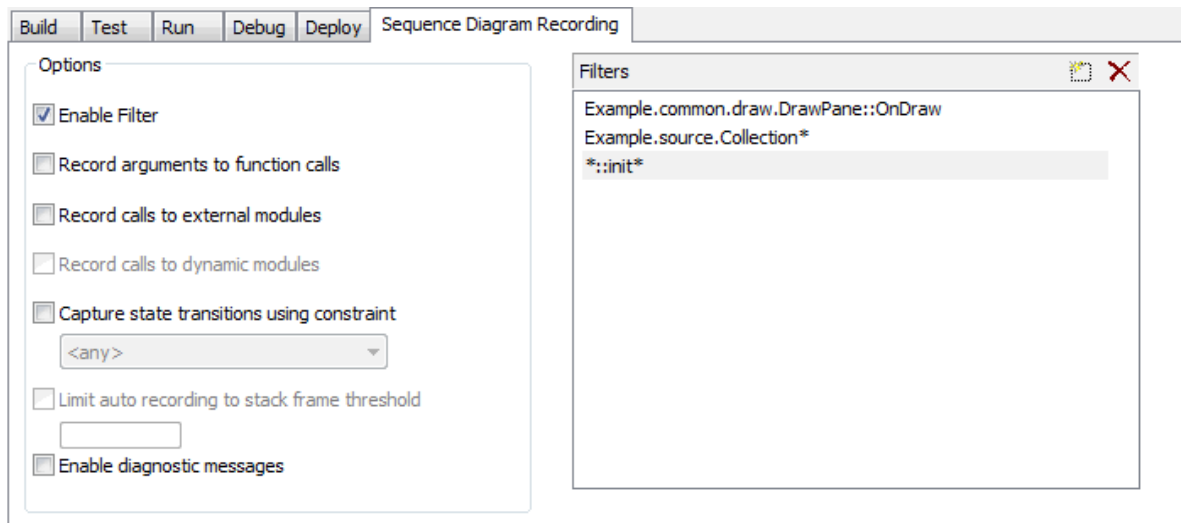 Build Test Run Debug Deploy Sequence Diagram Recording
Options
Enable Filter
Record arguments to function calls
Record calls to external modules
Record calls to dynamic modules
Capture state transitions using constraint
<any>
Limit auto recording to stack frame threshold
Enable diagnostic messages
Filters
Example.common.draw.DrawPane::OnDraw
Example.source.Collection*
*::init*